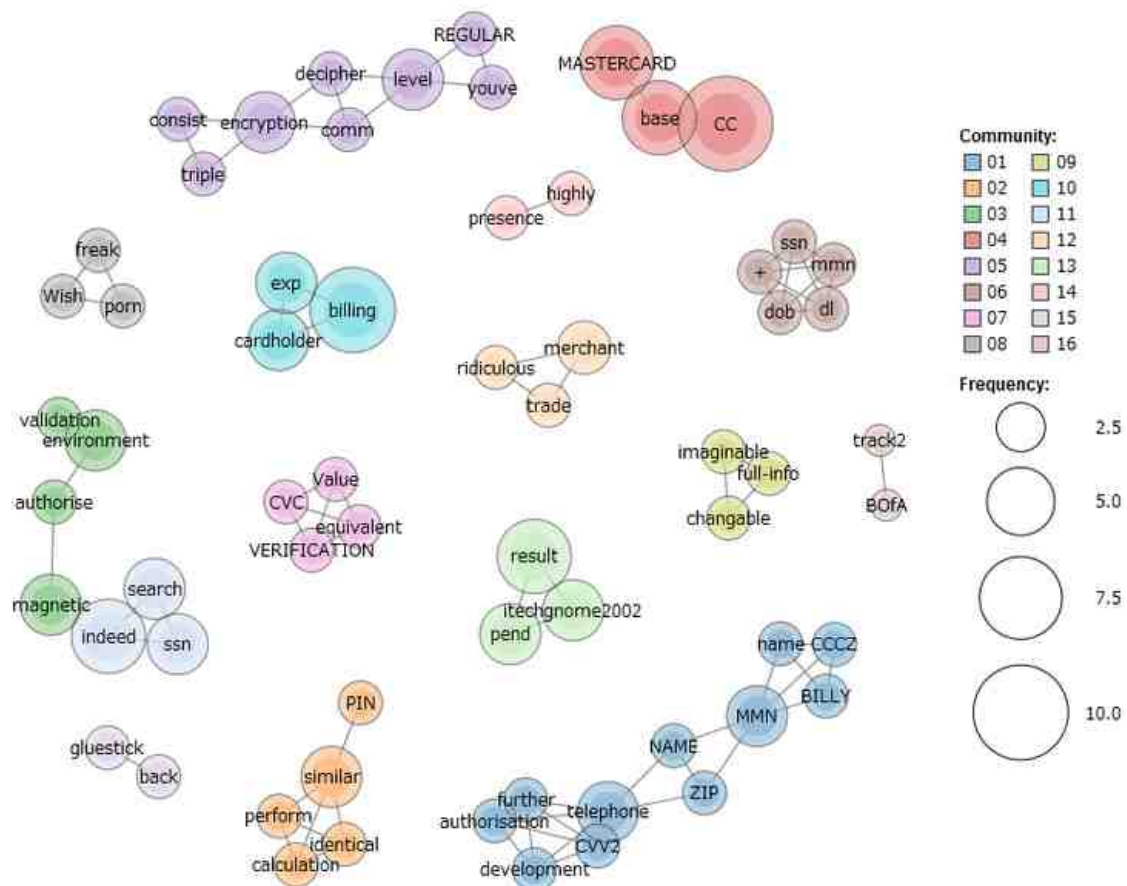 REGULAR
decipher
level
youve
consist
encryption
comm
triple
MASTERCARD
base
CC
highly
presence
freak
Wish
porn
exp
billing
cardholder
ssn
+
mmn
dob
dl
merchant
ridiculous
trade
validation
environment
authorise
magnetic
search
indeed
ssn
Value
CVC
equivalent
VERIFICATION
imaginable
full-info
changable
track2
BOfA
result
itechgnome2002
pend
gluestick
back
PIN
similar
perform
identical
calculation
name
CCCZ
BILLY
MMN
NAME
ZIP
further
telephone
authorisation
CVV2
development
Community:
01 09
02 10
03 11
04 12
05 13
06 14
07 15
08 16
Frequency:
2.5
5.0
7.5
10.0